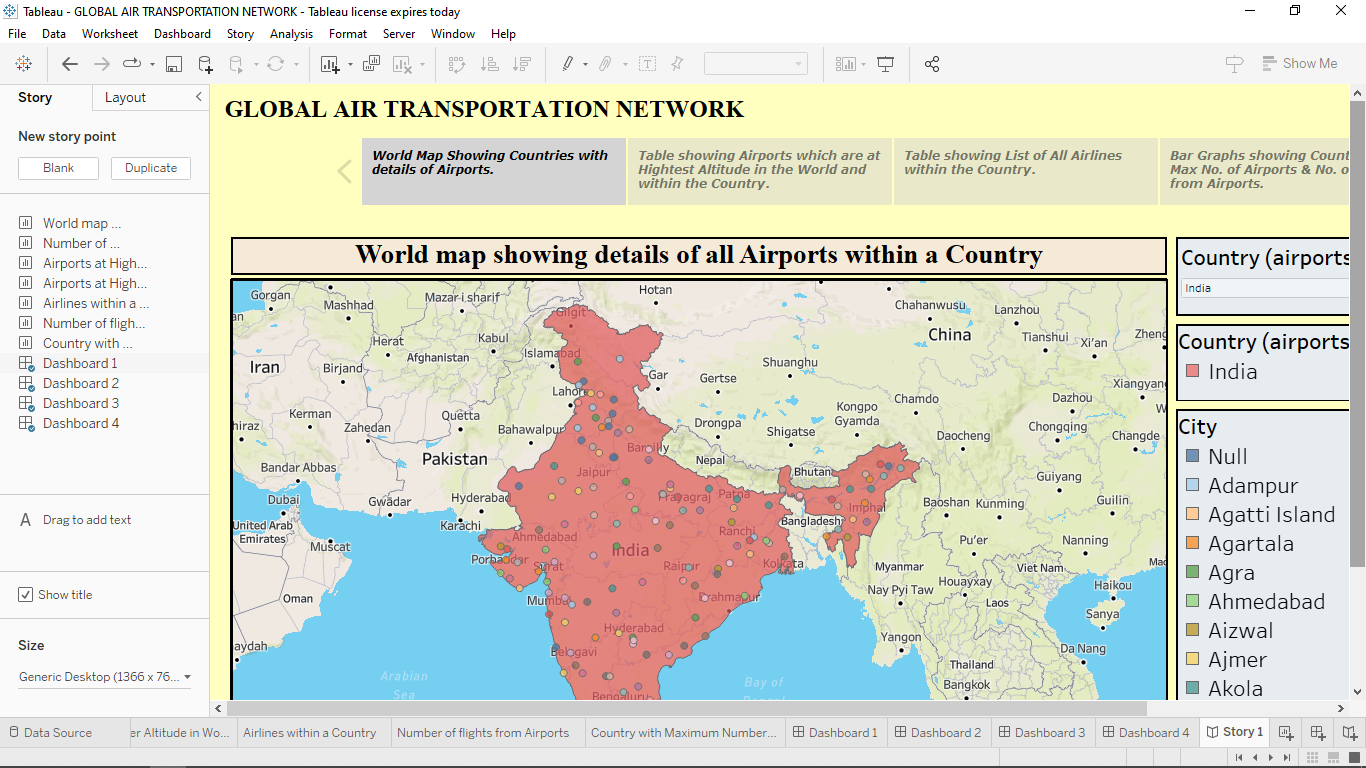 Tableau - GLOBAL AIR TRANSPORTATION NETWORK - Tableau license expires today
File Data Worksheet Dashboard Story Analysis Format Server Window Help
Show Me
Story Layout
New story point
Blank Duplicate
World map ...
Number of ...
Airports at High...
Airports at High...
Airlines within a ...
Number of fligh...
Country with ...
Dashboard 1
Dashboard 2
Dashboard 3
Dashboard 4
A Drag to add text
Show title
Size
Generic Desktop (1366 x 76...
GLOBAL AIR TRANSPORTATION NETWORK
World Map Showing Countries with
details of Airports.
Table showing Airports which are at
Hightest Altitude in the World and
within the Country.
Table showing List of All Airlines
within the Country.
Bar Graphs showing Count
Max No. of Airports & No. o
from Airports.
World map showing details of all Airports within a Country
Gorgan
Mashhad
Mazar-i sharif
Hotan
Chahanwusu
Lanzhou
an
Gilgit
China
Tianshui
Zheng
Herat
Kabul
Islamabad
Xi'an
Afghanistan
Iran
Birjand
Gar
Gertse
Shuanghu
Xiangyan
Lahor
Kongpo
Gyamda
Chamdo
Dazhou
W
Kerman
Quetta
Drongpa
Shigatse
hiraz
Zahedan
Bahawalpur
Daocheng
Chongqing
Changde
Bareilly
Nepal
Pakistan
Bandar Abbas
Jaipur
Bhutan
Guiyang
Dubai
Gwadar
Hyderabad
Prayagraj
Patna
Imphal
Baoshan
Kunming
Guilin
United Arab
Emirates
Karachi
Bangladesh
Muscat
Ahmedabad
India
Ranchi
Pu'er
Nanning
Porbandar
Surat
Raipur
Kolkata
Myanmar
Viet Nam
Mac
Oman
Mumbai
Brahmapur
Nay Pyi Taw
Houayxay
Laos
Haikou
Sanya
Hyderabad
aydah
Belagavi
Yangon
Da Nang
Arabian
Sea
Bay of
Bengal
Thailand
Bangkok
Bengaluru
Country (airports
India
Country (airports
India
City
Null
Adampur
Agatti Island
Agartala
Agra
Ahmedabad
Aizwal
Ajmer
Akola
Data Source er Altitude in Wo... Airlines within a Country Number of flights from Airports Country with Maximum Number... Dashboard 1 Dashboard 2 Dashboard 3 Dashboard 4 Story 1